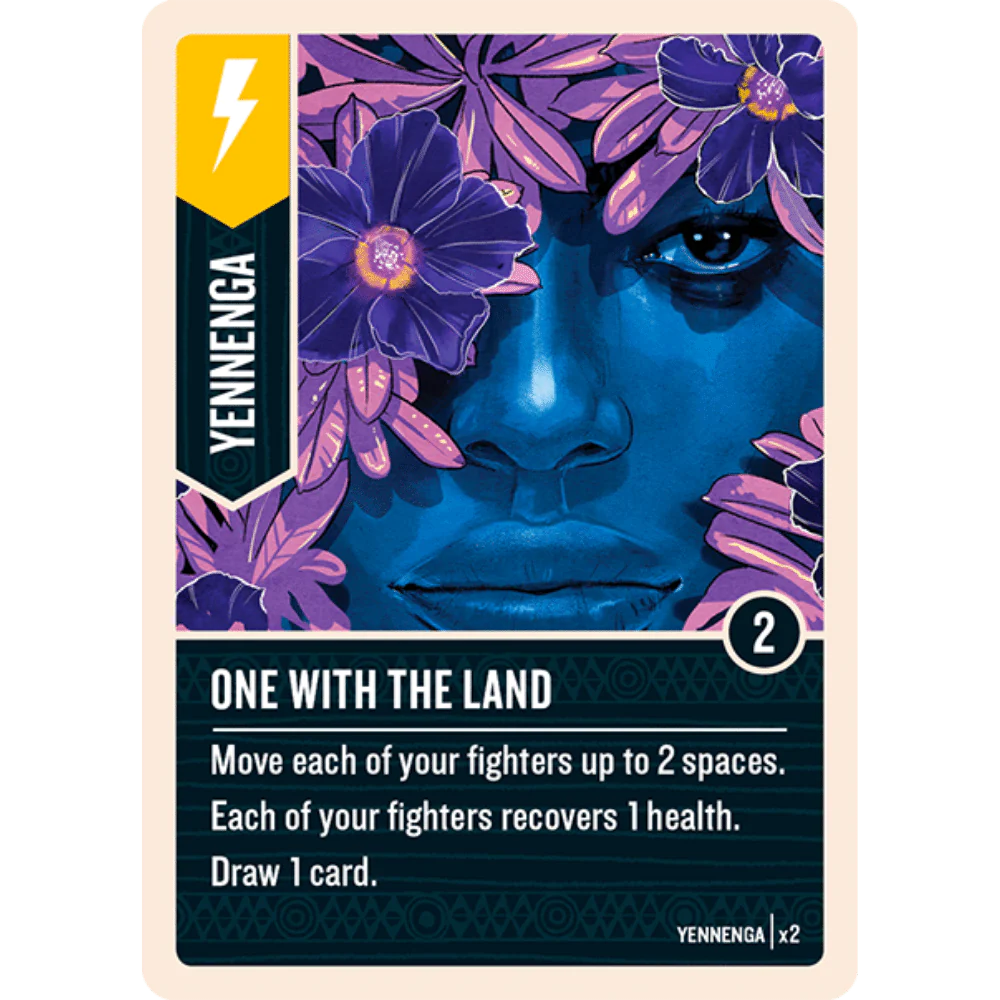 YENNENGA
2
ONE WITH THE LAND
Move each of your fighters up to 2 spaces.
Each of your fighters recovers 1 health.
Draw 1 card.
YENNENGA | x2